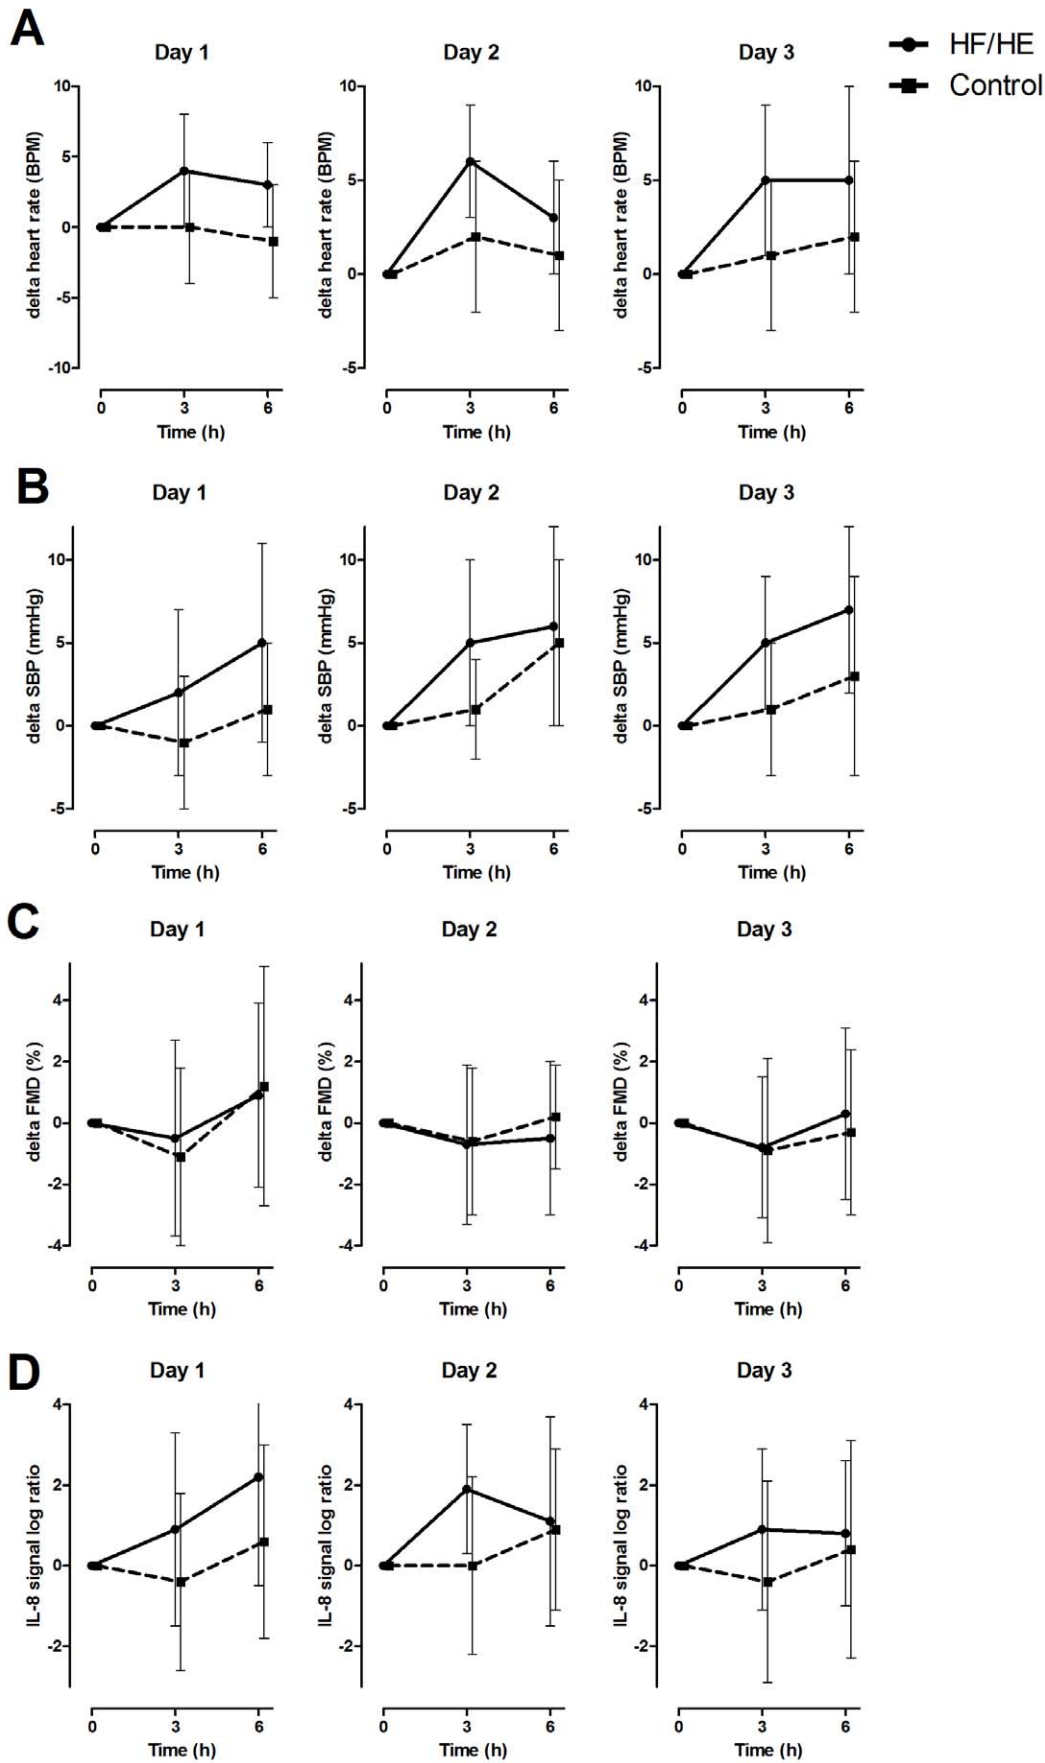 A
Day 1
Day 2
Day 3
HF/HE
Control
delta heart rate (BPM)
10
5
0
-5
-10
0 3 6
Time (h)
delta heart rate (BPM)
10
5
0
-5
0 3 6
Time (h)
delta heart rate (BPM)
10
5
0
-5
0 3 6
Time (h)
B
Day 1
Day 2
Day 3
delta SBP (mmHg)
10
5
0
-5
0 3 6
Time (h)
delta SBP (mmHg)
10
5
0
-5
0 3 6
Time (h)
delta SBP (mmHg)
10
5
0
-5
0 3 6
Time (h)
C
Day 1
Day 2
Day 3
delta FMD (%)
4
2
0
-2
-4
0 3 6
Time (h)
delta FMD (%)
4
2
0
-2
-4
0 3 6
Time (h)
delta FMD (%)
4
2
0
-2
-4
0 3 6
Time (h)
D
Day 1
Day 2
Day 3
IL-8 signal log ratio
4
2
0
-2
0 3 6
Time (h)
IL-8 signal log ratio
4
2
0
-2
0 3 6
Time (h)
IL-8 signal log ratio
4
2
0
-2
0 3 6
Time (h)